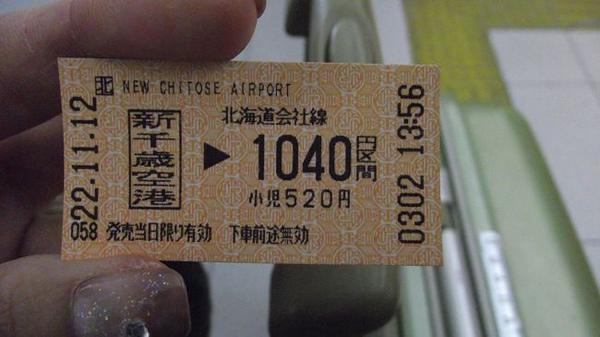 北 NEW CHITOSE AIRPORT
北海道会社線
新千歳空港 ▶ 1040円区間
小児520円
058 発売当日限り有効 下車前途無効
22.11.12
0302 13:56